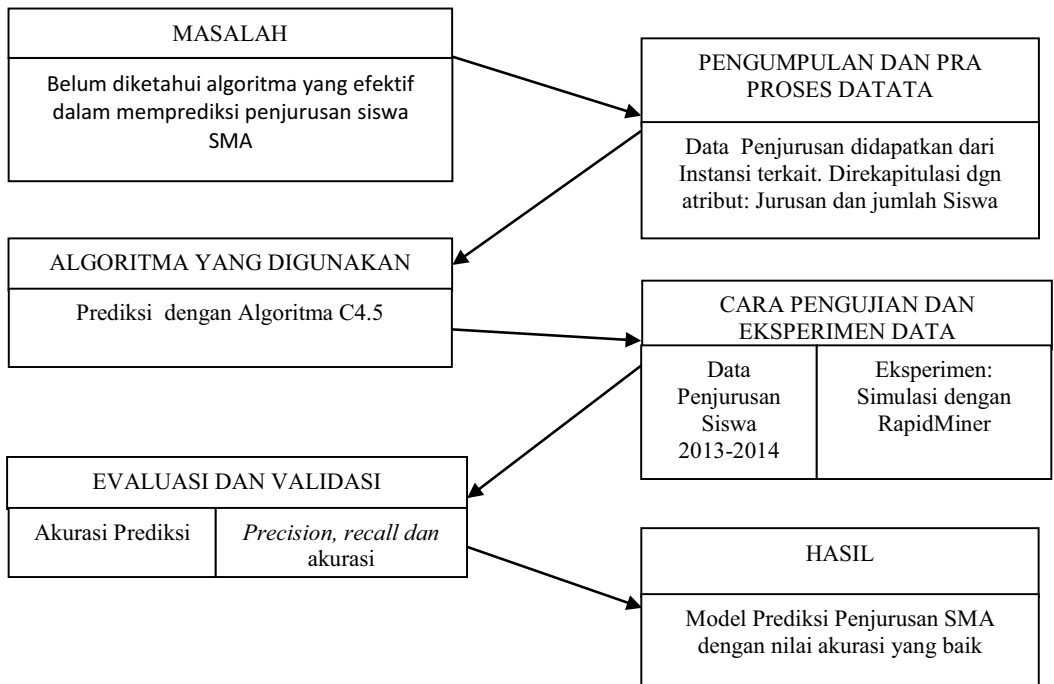 MASALAH
Belum diketahui algoritma yang efektif
dalam memprediksi penjurusan siswa
SMA
PENGUMPULAN DAN PRA
PROSES DATATA
Data Penjurusan didapatkan dari
Instansi terkait. Direkapitulasi dgn
atribut: Jurusan dan jumlah Siswa
ALGORITMA YANG DIGUNAKAN
Prediksi dengan Algoritma C4.5
CARA PENGUJIAN DAN
EKSPERIMEN DATA
Data
Penjurusan
Siswa
2013-2014
Eksperimen:
Simulasi dengan
RapidMiner
EVALUASI DAN VALIDASI
Akurasi Prediksi
Precision, recall dan
akurasi
HASIL
Model Prediksi Penjurusan SMA
dengan nilai akurasi yang baik